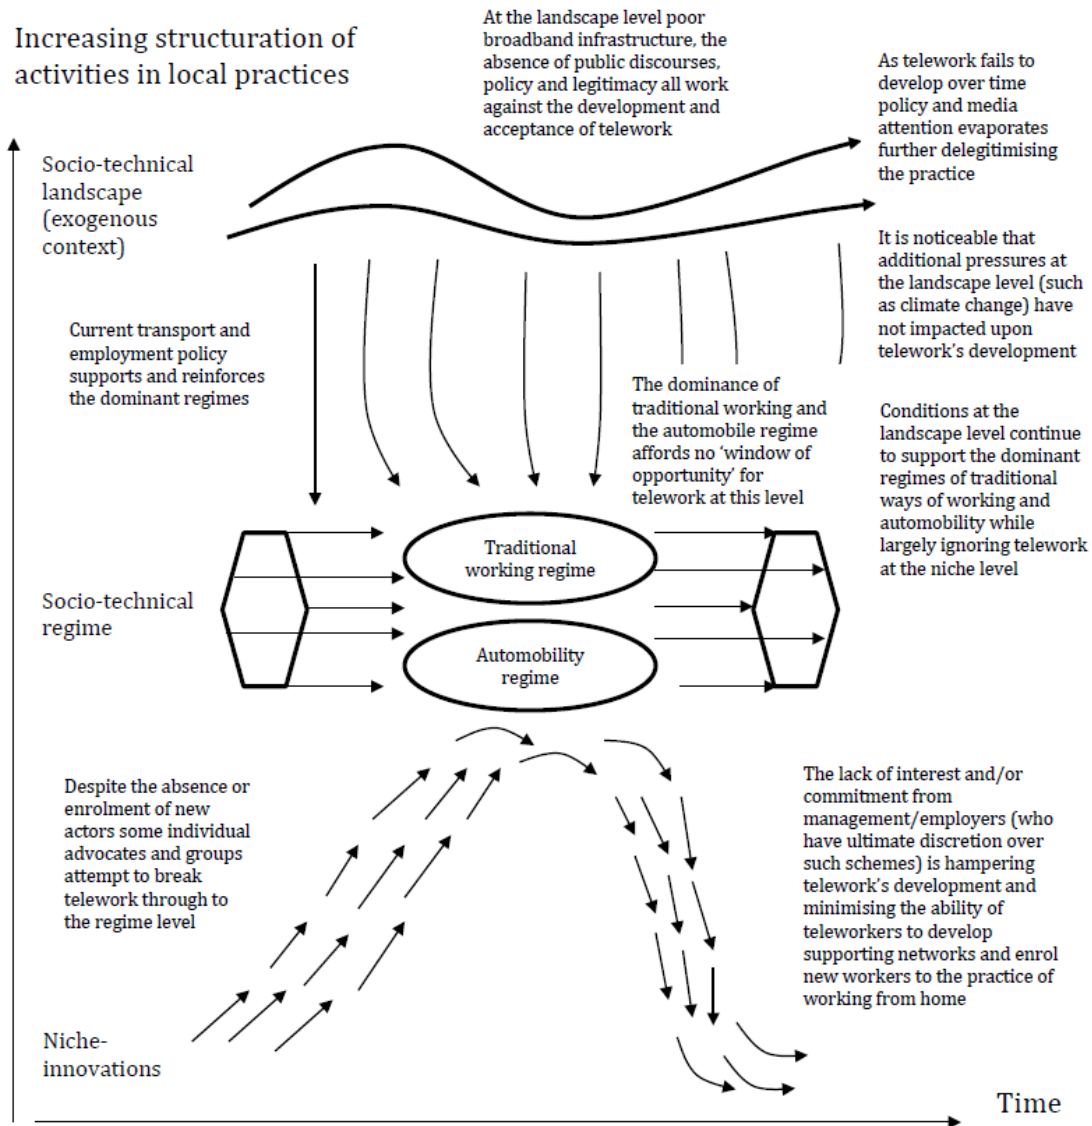 Increasing structuration of
activities in local practices
At the landscape level poor
broadband infrastructure, the
absence of public discourses,
policy and legitimacy all work
against the development and
acceptance of telework
As telework fails to
develop over time
policy and media
attention evaporates
further delegitimising
the practice
Socio-technical
landscape
(exogenous
context)
It is noticeable that
additional pressures at
the landscape level (such
as climate change) have
not impacted upon
telework's development
Current transport and
employment policy
supports and reinforces
the dominant regimes
The dominance of
traditional working and
the automobile regime
affords no 'window of
opportunity' for
telework at this level
Conditions at the
landscape level continue
to support the dominant
regimes of traditional
ways of working and
automobility while
largely ignoring telework
at the niche level
Traditional
working regime
Socio-technical
regime
Automobility
regime
Despite the absence or
enrolment of new
actors some individual
advocates and groups
attempt to break
telework through to
the regime level
The lack of interest and/or
commitment from
management/employers (who
have ultimate discretion over
such schemes) is hampering
telework's development and
minimising the ability of
teleworkers to develop
supporting networks and enrol
new workers to the practice of
working from home
Niche-
innovations
Time